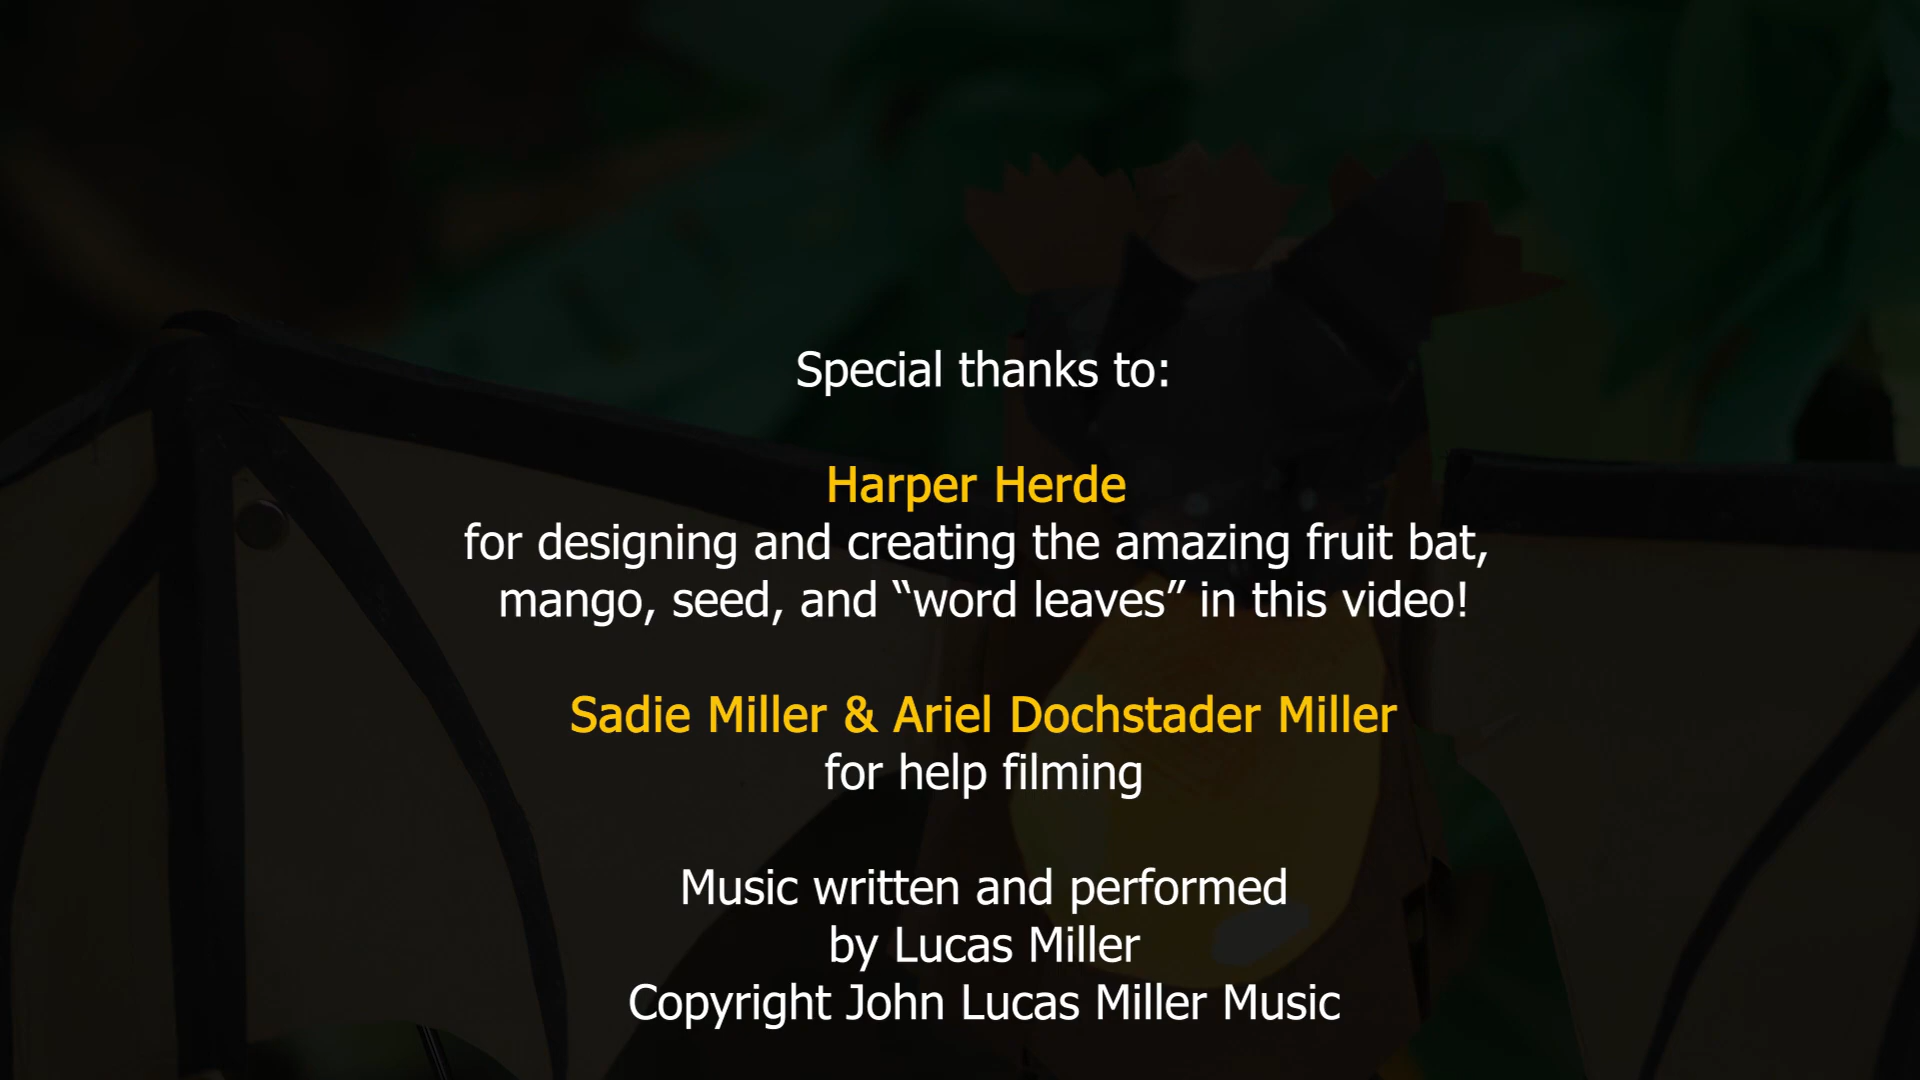 Special thanks to:
Harper Herde
for designing and creating the amazing fruit bat,
mango, seed, and “word leaves” in this video!
Sadie Miller & Ariel Dochstader Miller
for help filming
Music written and performed
by Lucas Miller
Copyright John Lucas Miller Music